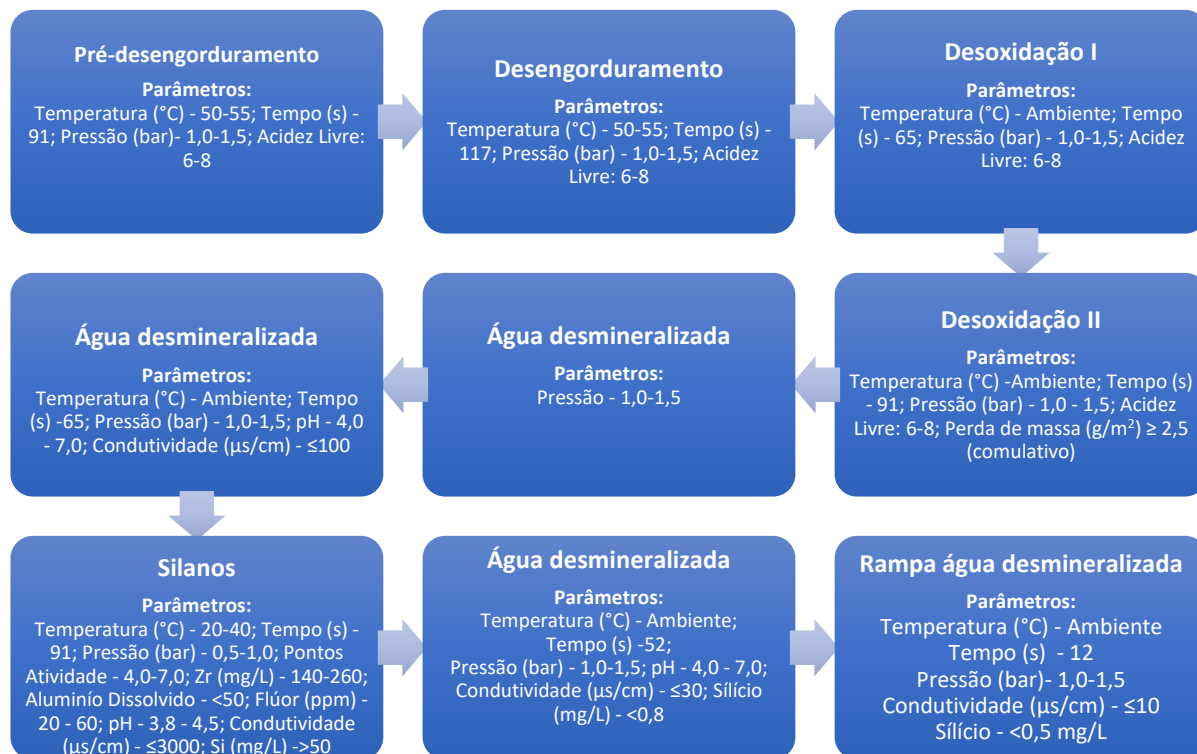 Pré-desengorduramento
Parâmetros:
Temperatura (°C) - 50-55; Tempo (s) -
91; Pressão (bar)- 1,0-1,5; Acidez Livre:
6-8
Desengorduramento
Parâmetros:
Temperatura (°C) - 50-55; Tempo (s) -
117; Pressão (bar) - 1,0-1,5; Acidez
Livre: 6-8
Desoxidação I
Parâmetros:
Temperatura (°C) - Ambiente; Tempo
(s) - 65; Pressão (bar) - 1,0-1,5; Acidez
Livre: 6-8
Desoxidação II
Parâmetros:
Temperatura (°C) -Ambiente; Tempo (s)
- 91; Pressão (bar) - 1,0 - 1,5; Acidez
Livre: 6-8; Perda de massa (g/m²) ≥ 2,5
(comulativo)
Água desmineralizada
Parâmetros:
Pressão - 1,0-1,5
Água desmineralizada
Parâmetros:
Temperatura (°C) - Ambiente; Tempo
(s) -65; Pressão (bar) - 1,0-1,5; pH - 4,0
- 7,0; Condutividade (µs/cm) - ≤100
Silanos
Parâmetros:
Temperatura (°C) - 20-40; Tempo (s) -
91; Pressão (bar) - 0,5-1,0; Pontos
Atividade - 4,0-7,0; Zr (mg/L) - 140-260;
Aluminío Dissolvido - <50; Flúor (ppm) -
20 - 60; pH - 3,8 - 4,5; Condutividade
(µs/cm) - ≤3000; Si (mg/L) ->50
Água desmineralizada
Parâmetros:
Temperatura (°C) - Ambiente;
Tempo (s) -52;
Pressão (bar) - 1,0-1,5; pH - 4,0 - 7,0;
Condutividade (µs/cm) - ≤30; Sílício
(mg/L) - <0,8
Rampa água desmineralizada
Parâmetros:
Temperatura (°C) - Ambiente
Tempo (s) - 12
Pressão (bar)- 1,0-1,5
Condutividade (µs/cm) - ≤10
Sílício - <0,5 mg/L